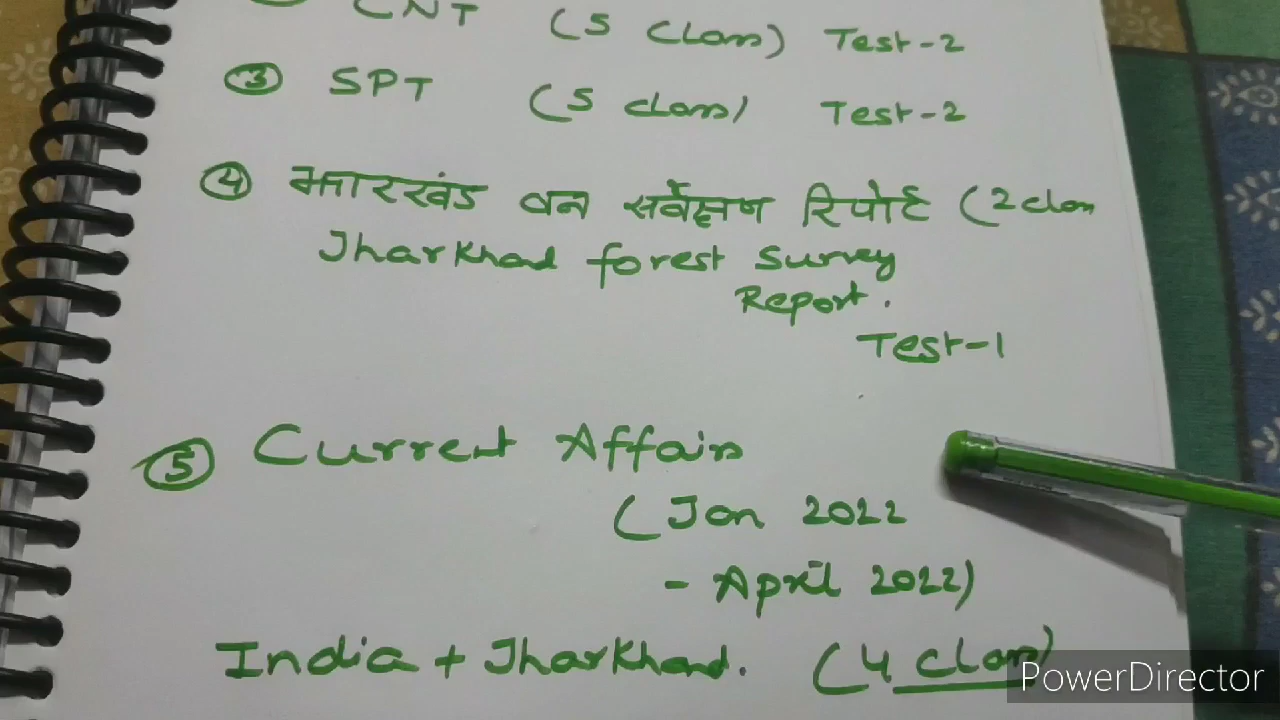 CNT (5 Class) Test-2
③ SPT (5 class) Test-2
④ झारखंड वन सर्वेक्षण रिपोर्ट (2 class
Jharkhand forest Survey
Report.
Test-1
⑤ Current Affairs
(Jan 2022
- April 2022)
India + Jharkhand. (4 class)
PowerDirector